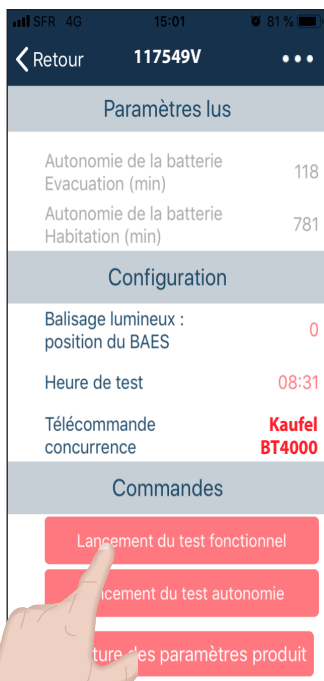 SFR 4G 15:01 81 %
Retour 117549V •••
Paramètres lus
Autonomie de la batterie
Evacuation (min) 118
Autonomie de la batterie
Habitation (min) 781
Configuration
Balisage lumineux :
position du BAES 0
Heure de test 08:31
Télécommande Kaufel
concurrence BT4000
Commandes
Lancement du test fonctionnel
cement du test autonomie
ture des paramètres produit